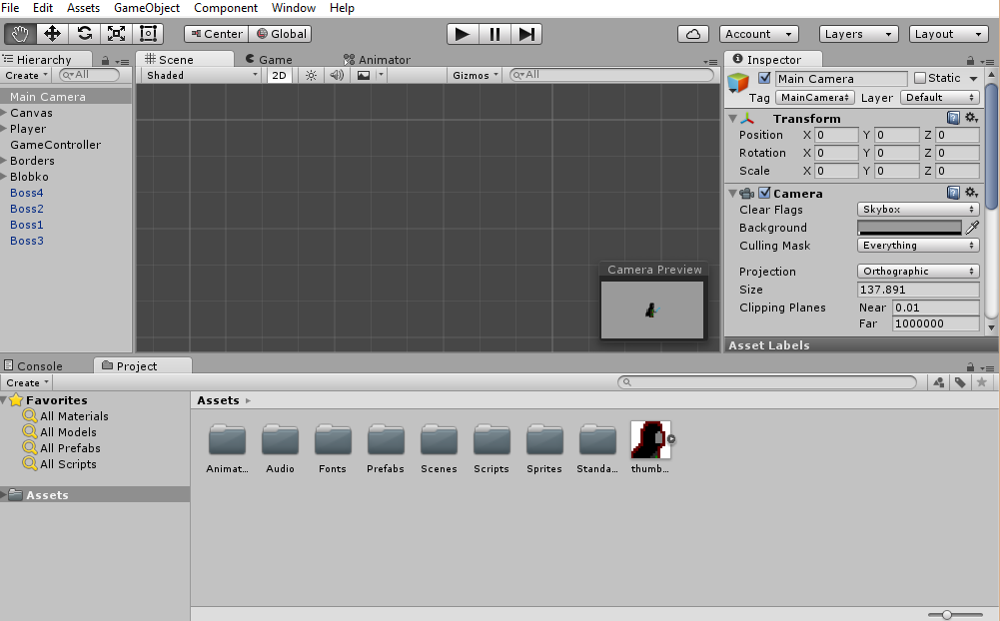 File Edit Assets GameObject Component Window Help
Center Global Account Layers Layout
Hierarchy
Create All
Main Camera
Canvas
Player
GameController
Borders
Blobko
Boss4
Boss2
Boss1
Boss3
Scene Game Animator
Shaded 2D Gizmos All
Camera Preview
Inspector
Main Camera Static
Tag MainCamera Layer Default
Transform
Position X 0 Y 0 Z 0
Rotation X 0 Y 0 Z 0
Scale X 0 Y 0 Z 0
Camera
Clear Flags Skybox
Background
Culling Mask Everything
Projection Orthographic
Size 137.891
Clipping Planes Near 0.01
Far 1000000
Asset Labels
Console Project
Create
Favorites
All Materials
All Models
All Prefabs
All Scripts
Assets
Assets
Animat... Audio Fonts Prefabs Scenes Scripts Sprites Standa... thumb...